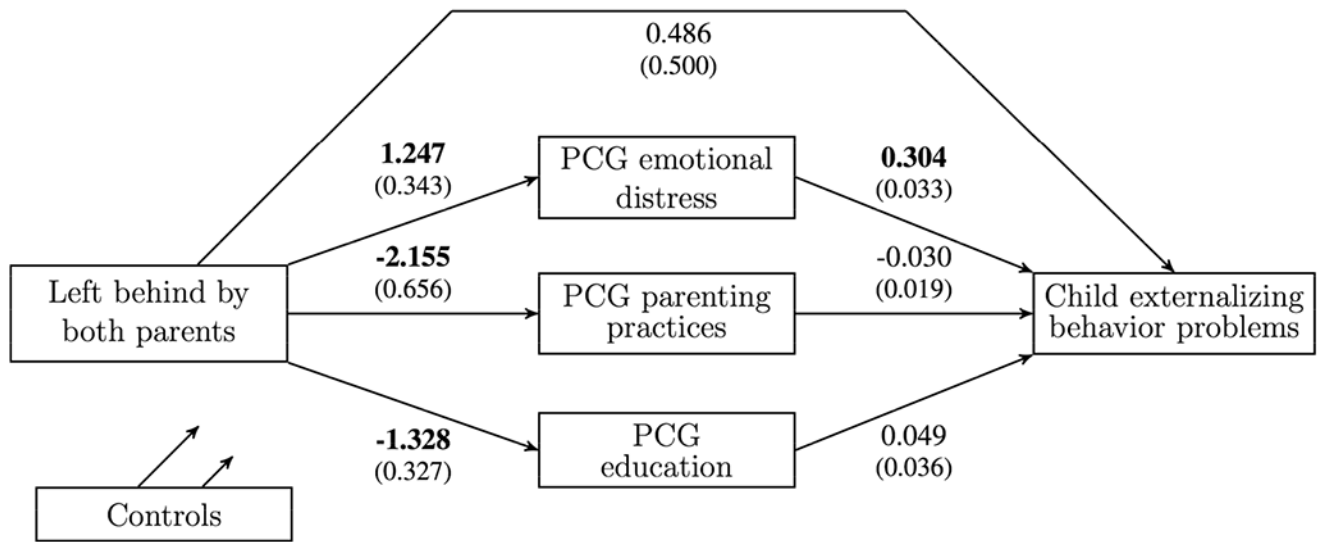 0.486
(0.500)
1.247
(0.343)
PCG emotional
distress
0.304
(0.033)
Left behind by
both parents
-2.155
(0.656)
PCG parenting
practices
-0.030
(0.019)
Child externalizing
behavior problems
-1.328
(0.327)
PCG
education
0.049
(0.036)
Controls